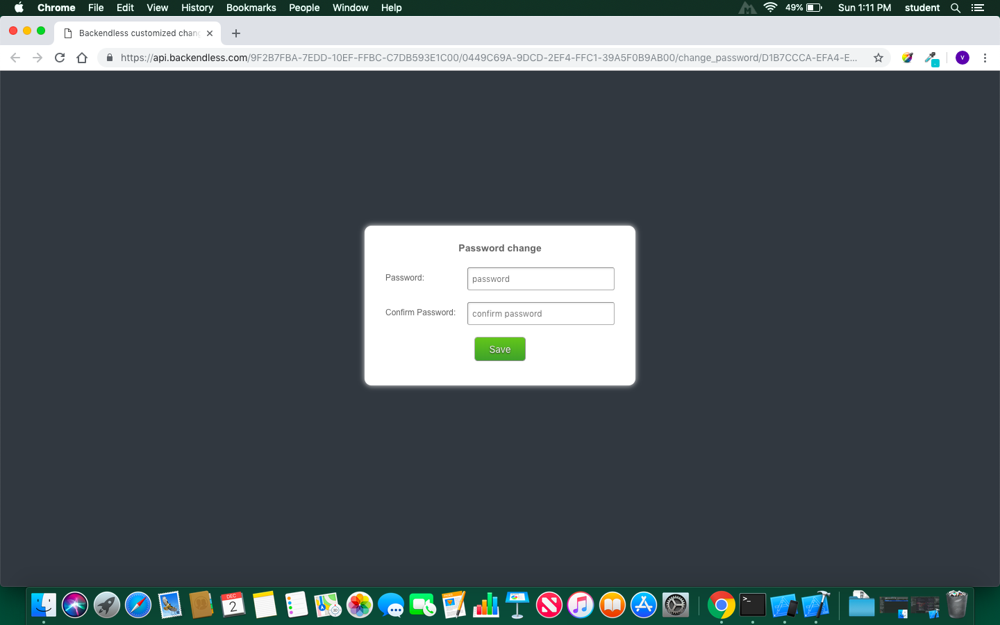 Chrome File Edit View History Bookmarks People Window Help 49% Sun 1:11 PM student
Backendless customized chan
https://api.backendless.com/9F2B7FBA-7EDD-10EF-FFBC-C7DB593E1C00/0449C69A-9DCD-2EF4-FFC1-39A5F0B9AB00/change_password/D1B7CCCA-EFA4-E...
V
Password change
Password: password
Confirm Password: confirm password
Save
DEC
2
30
>_